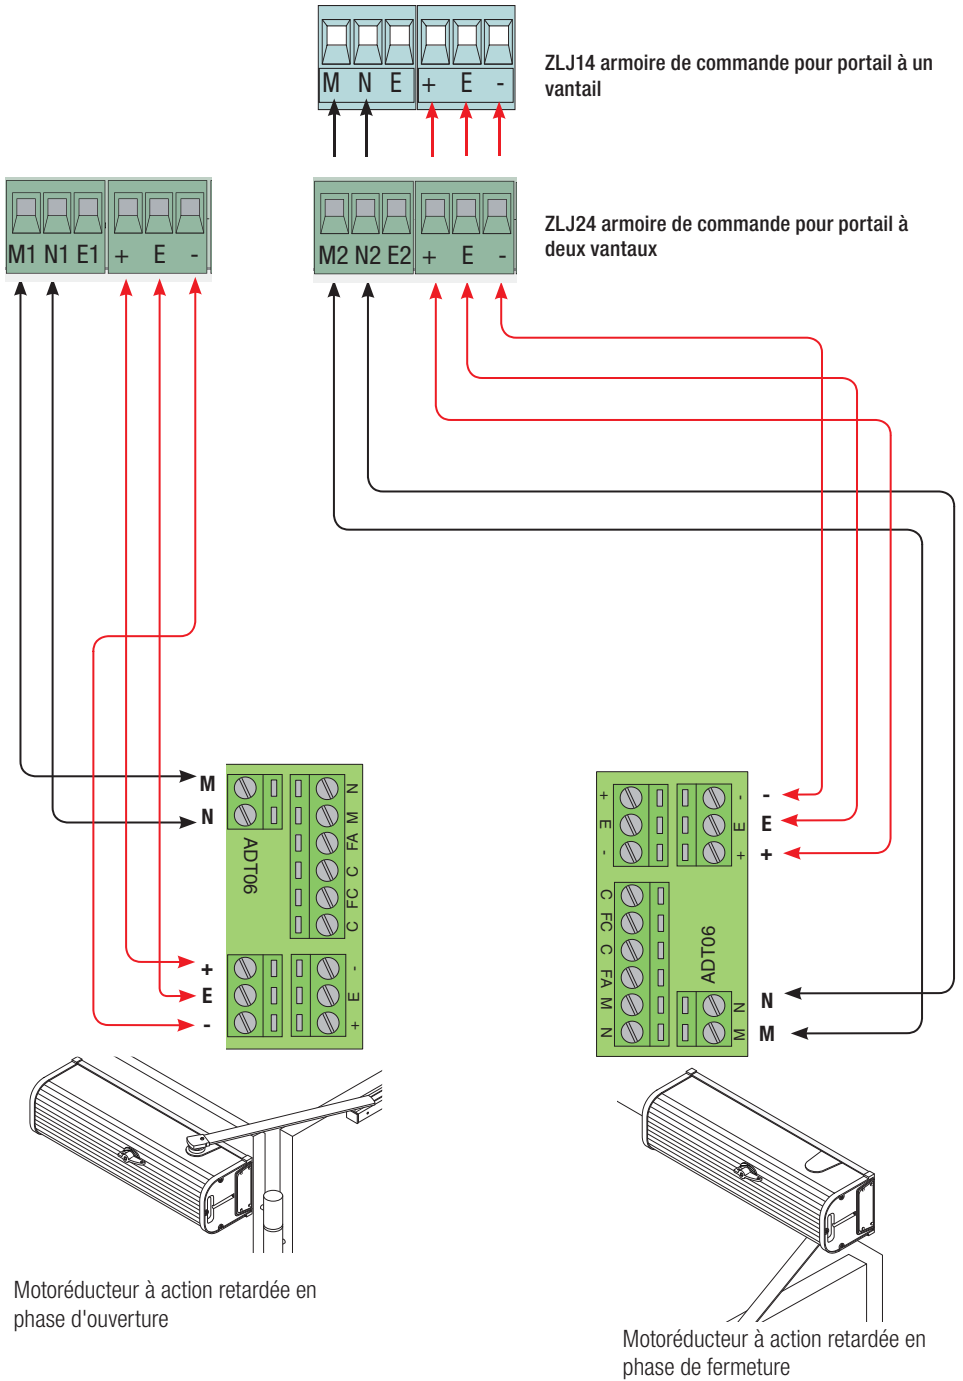 M N E + E -
ZLJ14 armoire de commande pour portail à un
vantail
M1 N1 E1 + E -
M2 N2 E2 + E -
ZLJ24 armoire de commande pour portail à
deux vantaux
M
N
+
E
-
ADT06
N
M
FA
C
FC
C
-
E
+
+
E
-
-
E
+
C
FC
C
FA
M
N
ADT06
N
M
-
E
+
N
M
Motoréducteur à action retardée en
phase d'ouverture
Motoréducteur à action retardée en
phase de fermeture